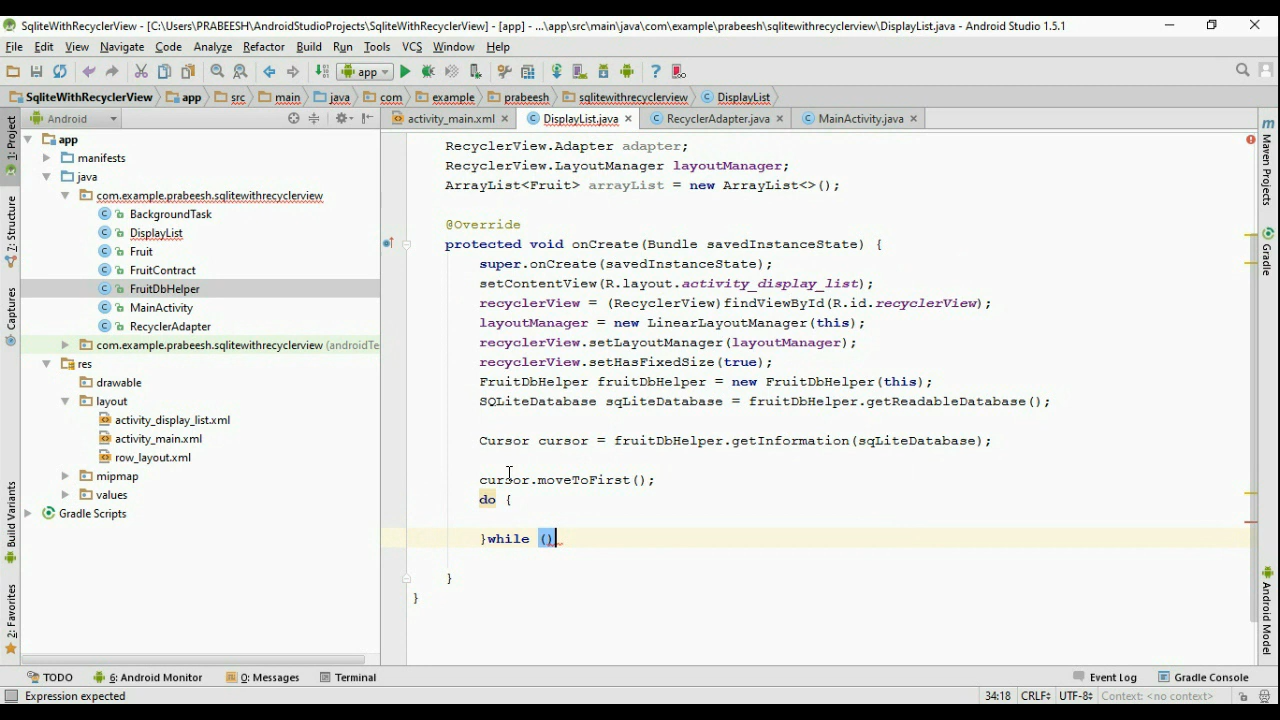 SqliteWithRecyclerView - [C:\Users\PRABEESH\AndroidStudioProjects\SqliteWithRecyclerView] - [app] - ...\app\src\main\java\com\example\prabeesh\sqlitewithrecyclerview\DisplayList.java - Android Studio 1.5.1
File Edit View Navigate Code Analyze Refactor Build Run Tools VCS Window Help
app
SqliteWithRecyclerView app src main java com example prabeesh sqlitewithrecyclerview DisplayList
Android
activity_main.xml DisplayList.java RecyclerAdapter.java MainActivity.java
1: Project
7: Structure
Captures
Build Variants
2: Favorites
app
manifests
java
com.example.prabeesh.sqlitewithrecyclerview
BackgroundTask
DisplayList
Fruit
FruitContract
FruitDbHelper
MainActivity
RecyclerAdapter
com.example.prabeesh.sqlitewithrecyclerview (androidTe
res
drawable
layout
activity_display_list.xml
activity_main.xml
row_layout.xml
mipmap
values
Gradle Scripts
RecyclerView.Adapter adapter;
RecyclerView.LayoutManager layoutManager;
ArrayList<Fruit> arrayList = new ArrayList<>();
@Override
protected void onCreate(Bundle savedInstanceState) {
super.onCreate(savedInstanceState);
setContentView(R.layout.activity_display_list);
recyclerView = (RecyclerView)findViewById(R.id.recyclerView);
layoutManager = new LinearLayoutManager(this);
recyclerView.setLayoutManager(layoutManager);
recyclerView.setHasFixedSize(true);
FruitDbHelper fruitDbHelper = new FruitDbHelper(this);
SQLiteDatabase sqLiteDatabase = fruitDbHelper.getReadableDatabase();
Cursor cursor = fruitDbHelper.getInformation(sqLiteDatabase);
cursor.moveToFirst();
do {
}while ()
}
}
m
Maven Projects
Gradle
Android Model
TODO 6: Android Monitor 0: Messages Terminal Event Log Gradle Console
Expression expected 34:18 CRLF UTF-8 Context: <no context>